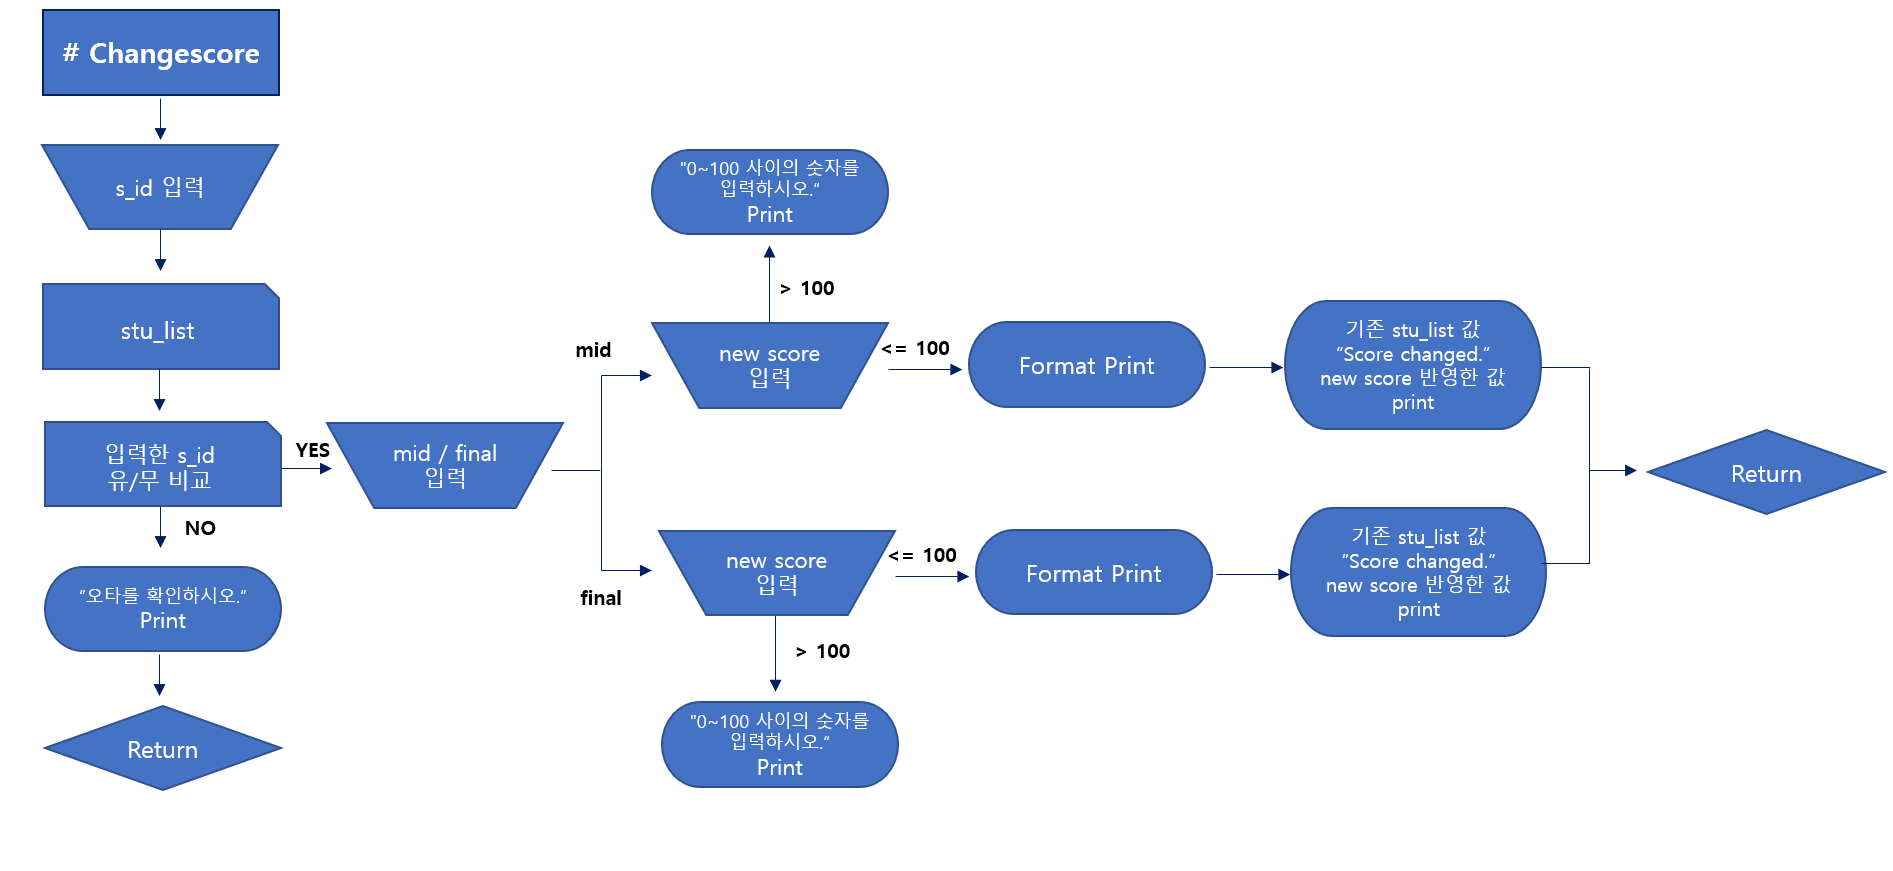 # Changescore
s_id 입력
stu_list
입력한 s_id
유/무 비교
YES
NO
“오타를 확인하시오.“
Print
Return
mid / final
입력
mid
final
"0~100 사이의 숫자를
입력하시오.“
Print
> 100
new score
입력
<= 100
Format Print
기존 stu_list 값
“Score changed.”
new score 반영한 값
print
new score
입력
<= 100
Format Print
기존 stu_list 값
“Score changed.”
new score 반영한 값
print
> 100
"0~100 사이의 숫자를
입력하시오.“
Print
Return